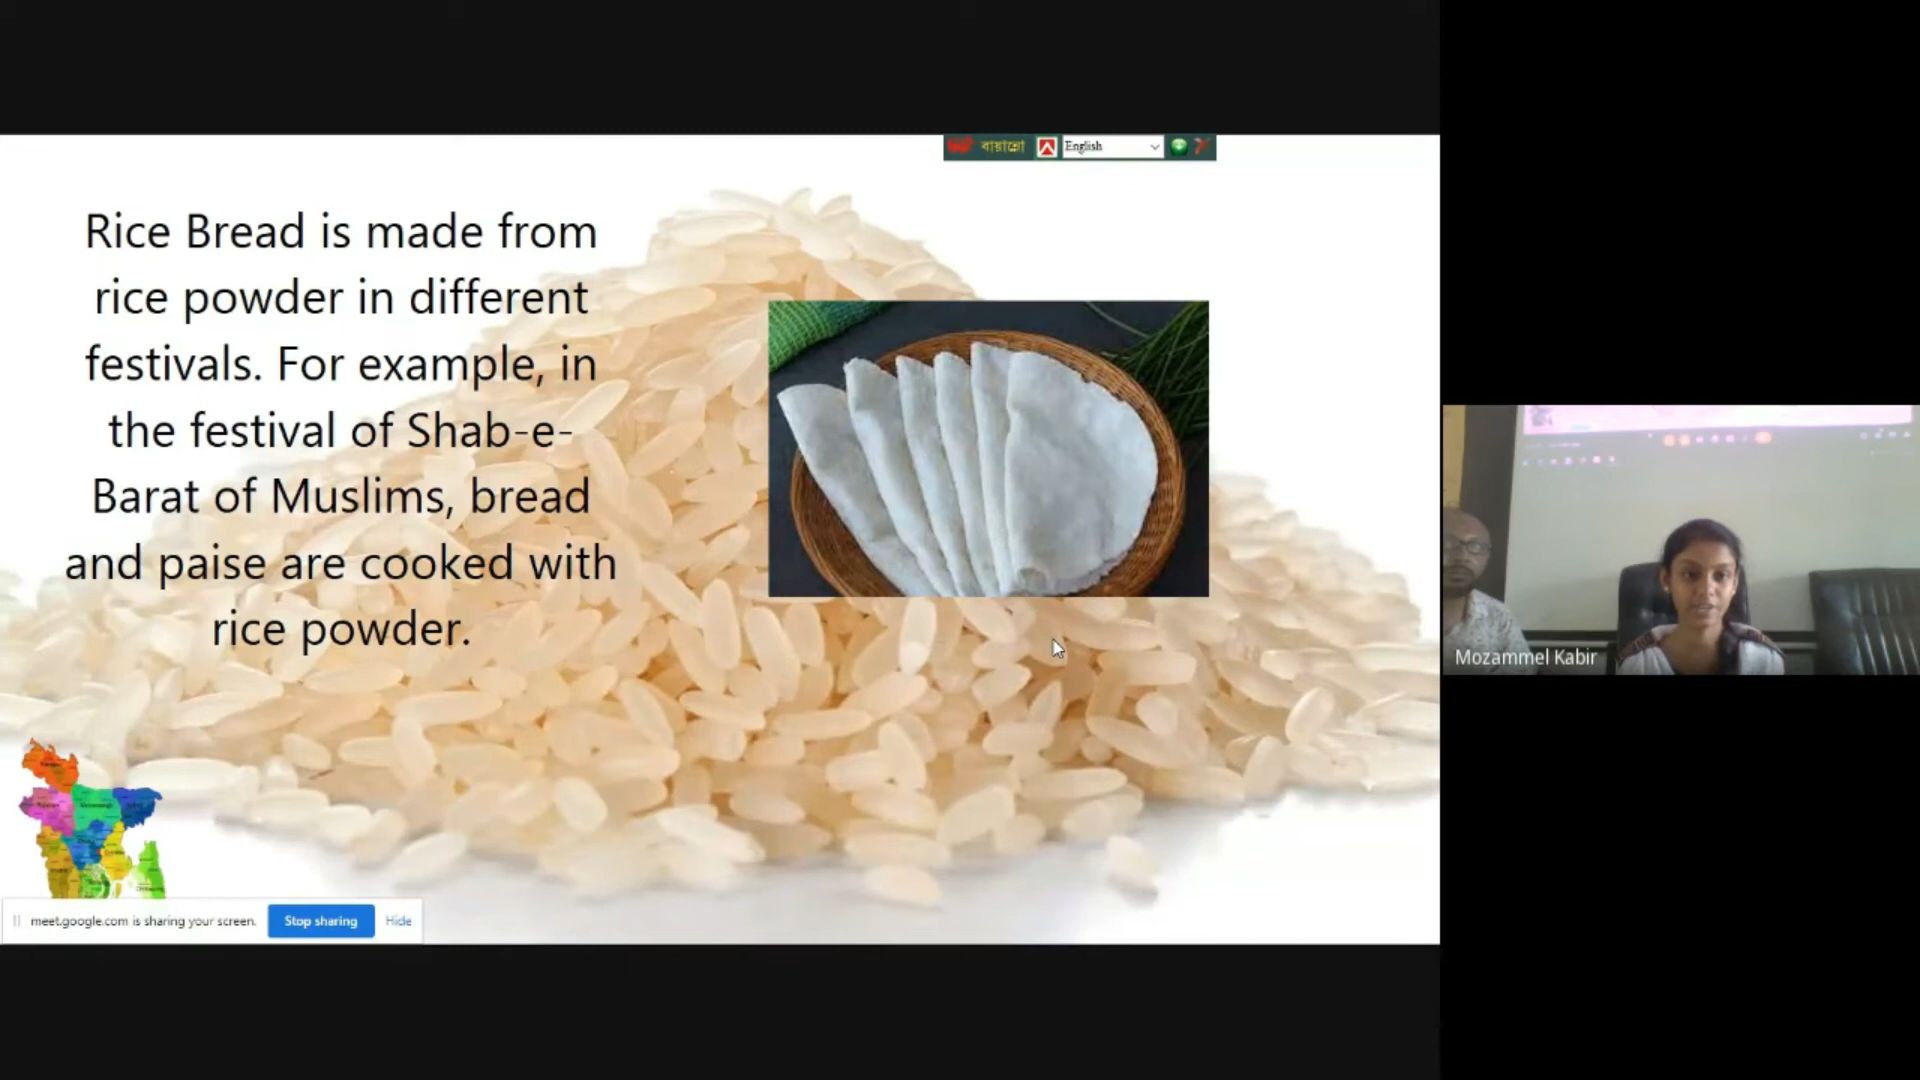 বায়ান্নো
English
Rice Bread is made from
rice powder in different
festivals. For example, in
the festival of Shab-e-
Barat of Muslims, bread
and paise are cooked with
rice powder.
meet.google.com is sharing your screen.
Stop sharing
Hide
Mozammel Kabir